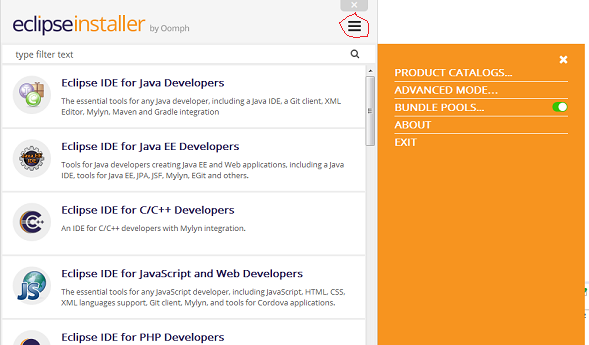 eclipseinstaller by Oomph
type filter text
Eclipse IDE for Java Developers
The essential tools for any Java developer, including a Java IDE, a Git client, XML
Editor, Mylyn, Maven and Gradle integration
Eclipse IDE for Java EE Developers
Tools for Java developers creating Java EE and Web applications, including a Java
IDE, tools for Java EE, JPA, JSF, Mylyn, EGit and others.
Java EE IDE
Eclipse IDE for C/C++ Developers
An IDE for C/C++ developers with Mylyn integration.
C++
Eclipse IDE for JavaScript and Web Developers
The essential tools for any JavaScript developer, including JavaScript, HTML, CSS,
XML languages support, Git client, Mylyn, and tools for Cordova applications.
JS
Eclipse IDE for PHP Developers
PRODUCT CATALOGS...
ADVANCED MODE...
BUNDLE POOLS...
ABOUT
EXIT